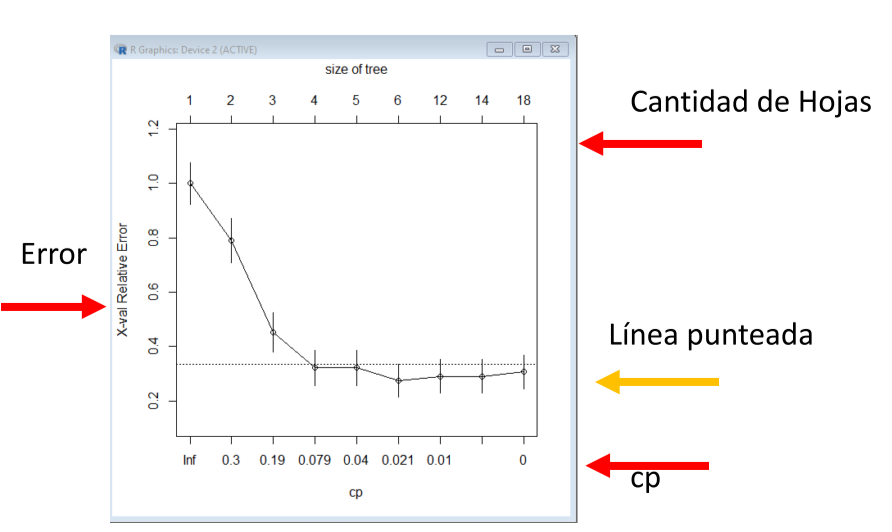 R Graphics: Device 2 (ACTIVE)
size of tree
1 2 3 4 5 6 12 14 18
Cantidad de Hojas
1.2
1.0
0.8
0.6
0.4
0.2
X-val Relative Error
Error
Línea punteada
Inf 0.3 0.19 0.079 0.04 0.021 0.01 0
cp
cp